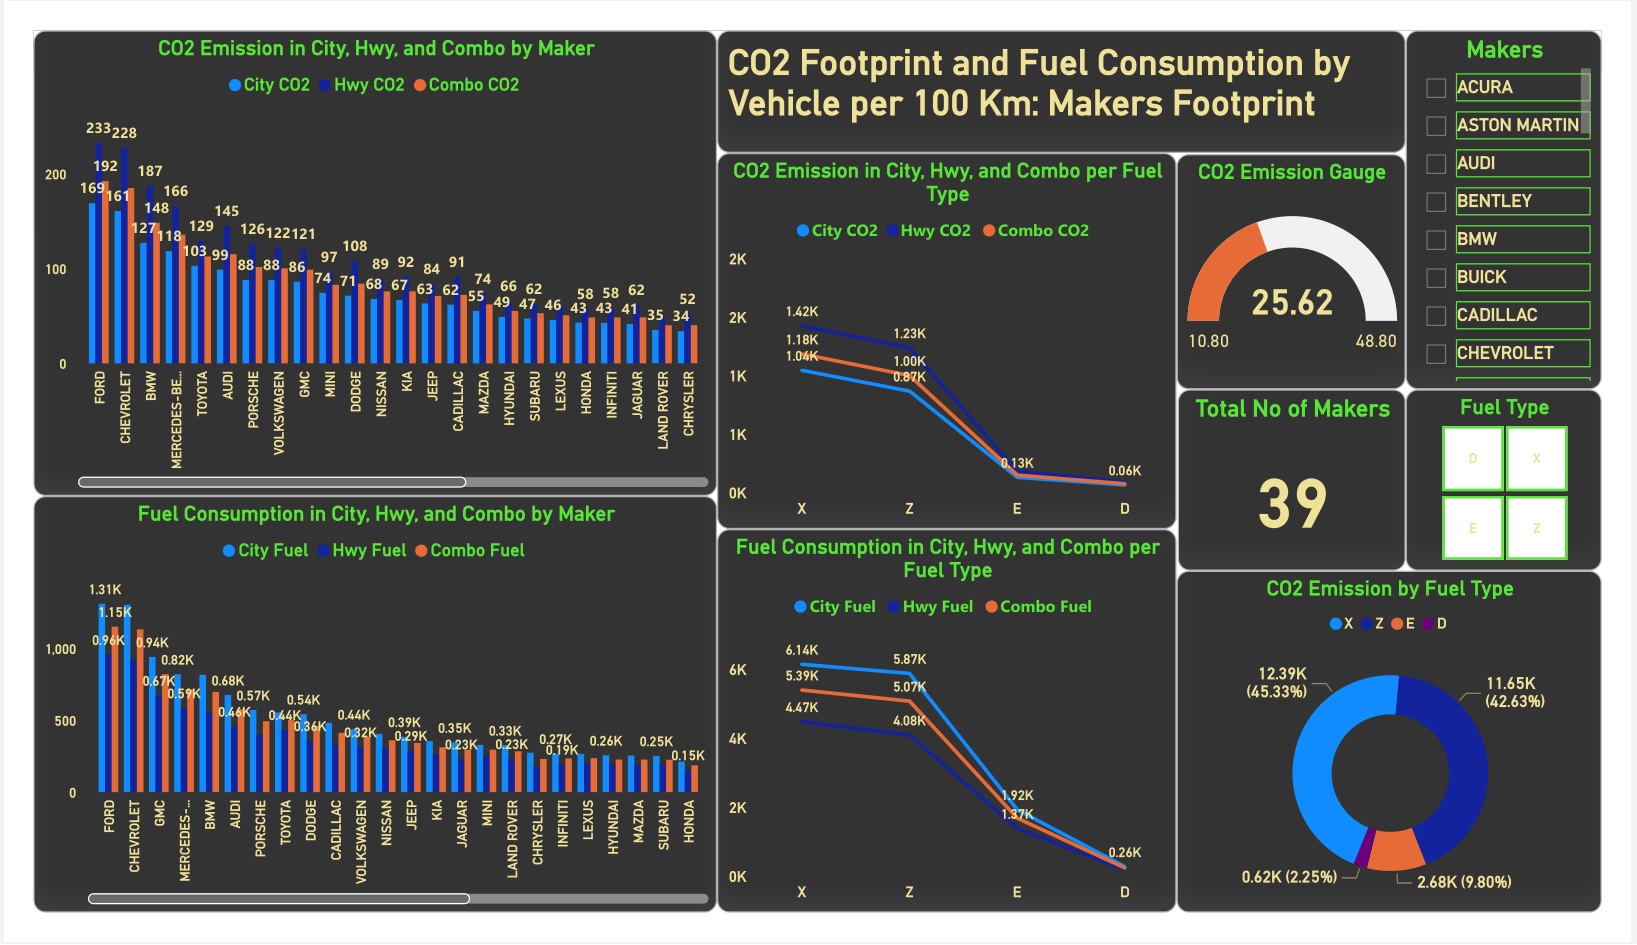 CO2 Emission in City, Hwy, and Combo by Maker
City CO2 Hwy CO2 Combo CO2
233 228
192
187
169
161
166
148
145
127
118
129
103
99
126
88
122
88
121
86
97
74
108
71
89
68
92
67
84
63
91
62
74
55
66
49
62
47
46
58
43
58
43
62
41
35
52
34
200
100
0
FORD
CHEVROLET
BMW
MERCEDES-BE...
TOYOTA
AUDI
PORSCHE
VOLKSWAGEN
GMC
MINI
DODGE
NISSAN
KIA
JEEP
CADILLAC
MAZDA
HYUNDAI
SUBARU
LEXUS
HONDA
INFINITI
JAGUAR
LAND ROVER
CHRYSLER
Fuel Consumption in City, Hwy, and Combo by Maker
City Fuel Hwy Fuel Combo Fuel
1.31K
1.15K
0.96K
0.94K
0.82K
0.67K
0.59K
0.68K
0.46K
0.57K
0.44K
0.54K
0.36K
0.44K
0.32K
0.39K
0.29K
0.35K
0.23K
0.33K
0.23K
0.27K
0.19K
0.26K
0.25K
0.15K
1,000
500
0
FORD
CHEVROLET
GMC
MERCEDES-...
BMW
AUDI
PORSCHE
TOYOTA
DODGE
CADILLAC
VOLKSWAGEN
NISSAN
JEEP
KIA
JAGUAR
MINI
LAND ROVER
CHRYSLER
INFINITI
LEXUS
HYUNDAI
MAZDA
SUBARU
HONDA
CO2 Footprint and Fuel Consumption by
Vehicle per 100 Km: Makers Footprint
CO2 Emission in City, Hwy, and Combo per Fuel
Type
City CO2 Hwy CO2 Combo CO2
2K
2K
1K
1K
0K
1.42K
1.18K
1.04K
1.23K
1.00K
0.87K
0.13K
0.06K
X Z E D
Fuel Consumption in City, Hwy, and Combo per
Fuel Type
City Fuel Hwy Fuel Combo Fuel
6K
4K
2K
0K
6.14K
5.39K
4.47K
5.87K
5.07K
4.08K
1.92K
1.37K
0.26K
X Z E D
CO2 Emission Gauge
25.62
10.80 48.80
Makers
ACURA
ASTON MARTIN
AUDI
BENTLEY
BMW
BUICK
CADILLAC
CHEVROLET
Total No of Makers
39
Fuel Type
D X
E Z
CO2 Emission by Fuel Type
X Z E D
12.39K
(45.33%)
11.65K
(42.63%)
0.62K (2.25%)
2.68K (9.80%)